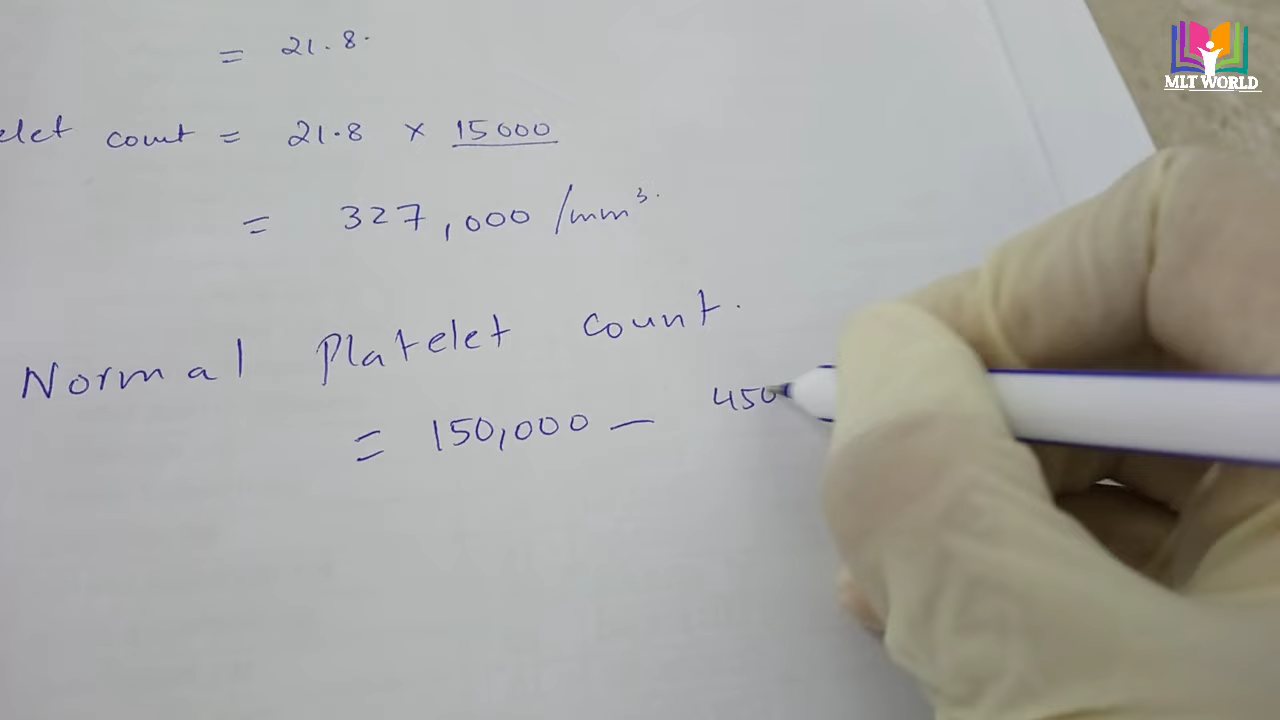 = 21.8.
elet count = 21.8 × 15000
= 327,000 /mm³.
Normal Platelet count.
= 150,000 — 450
MLT WORLD